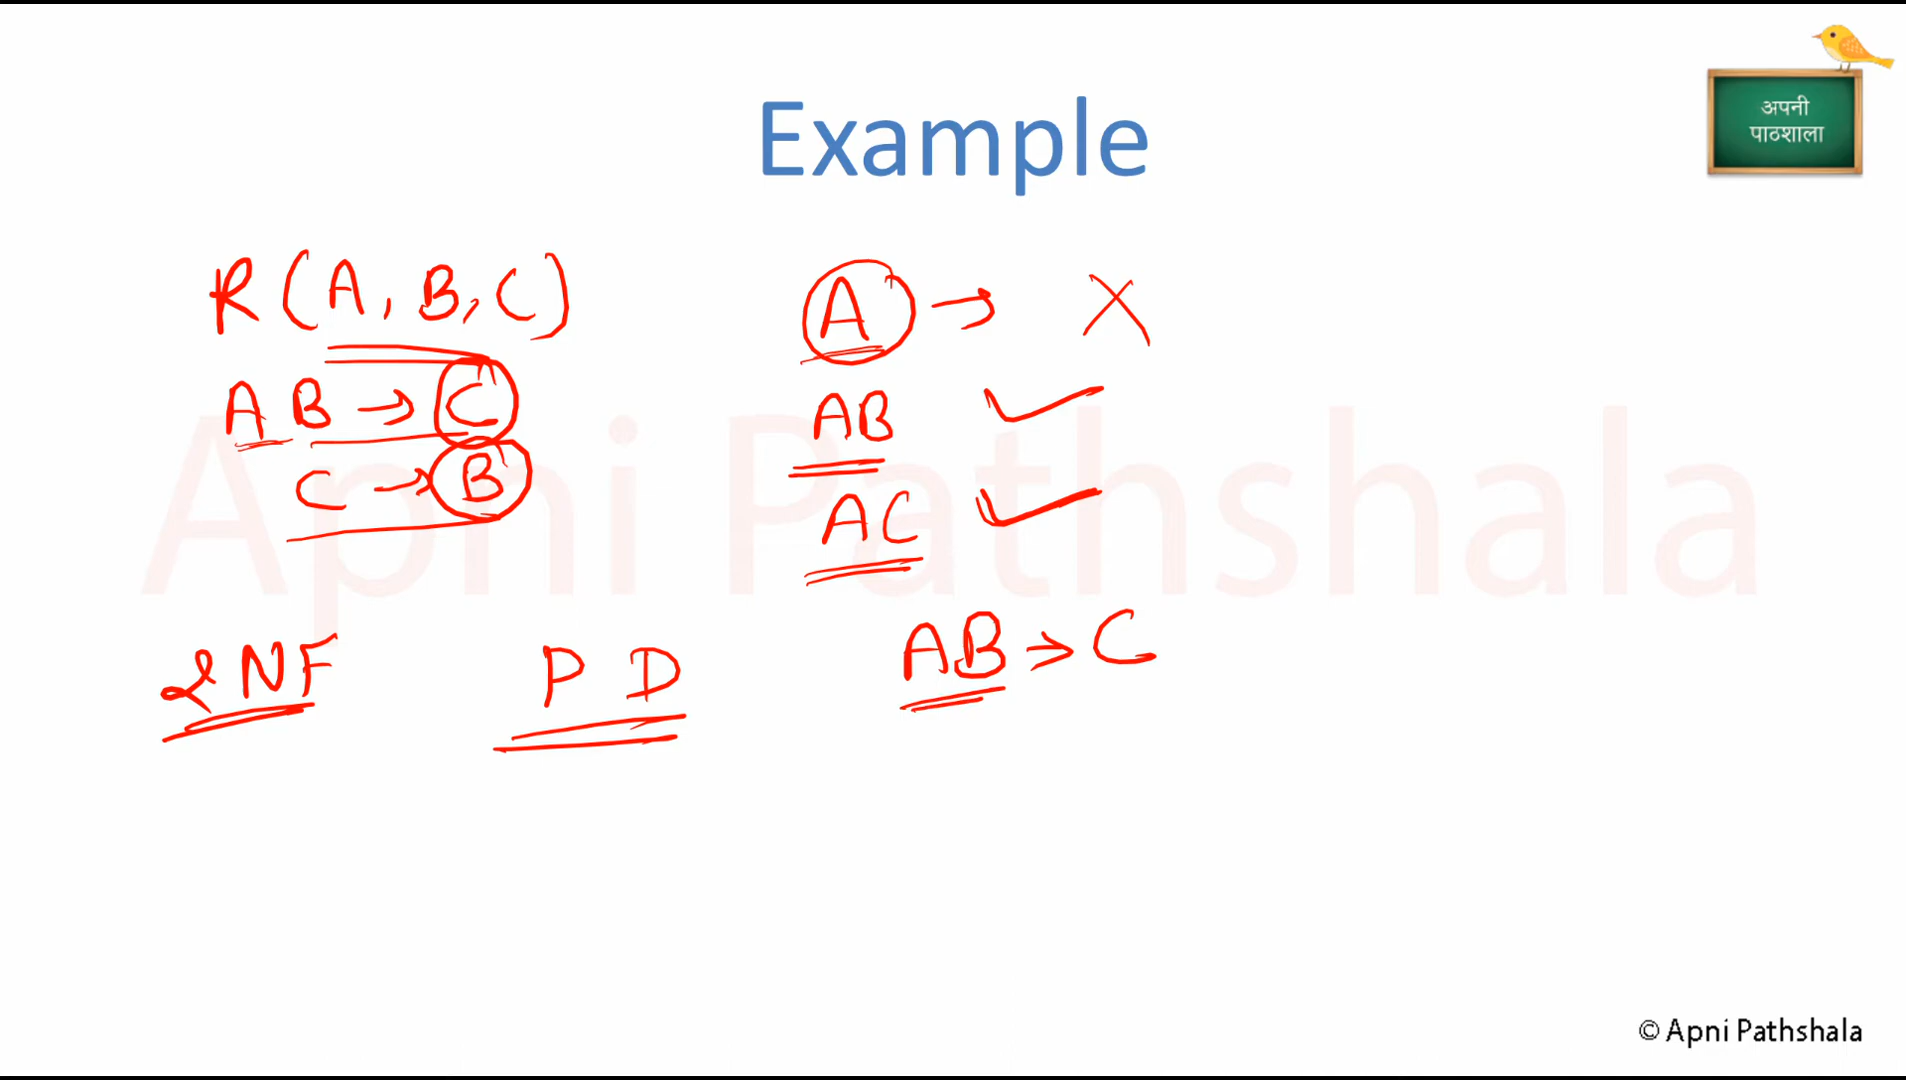 Example
अपनी
पाठशाला
R(A, B, C)
AB → C
C → B
A → X
AB ✓
AC ✓
AB → C
2NF
PD
Apni Pathshala
© Apni Pathshala